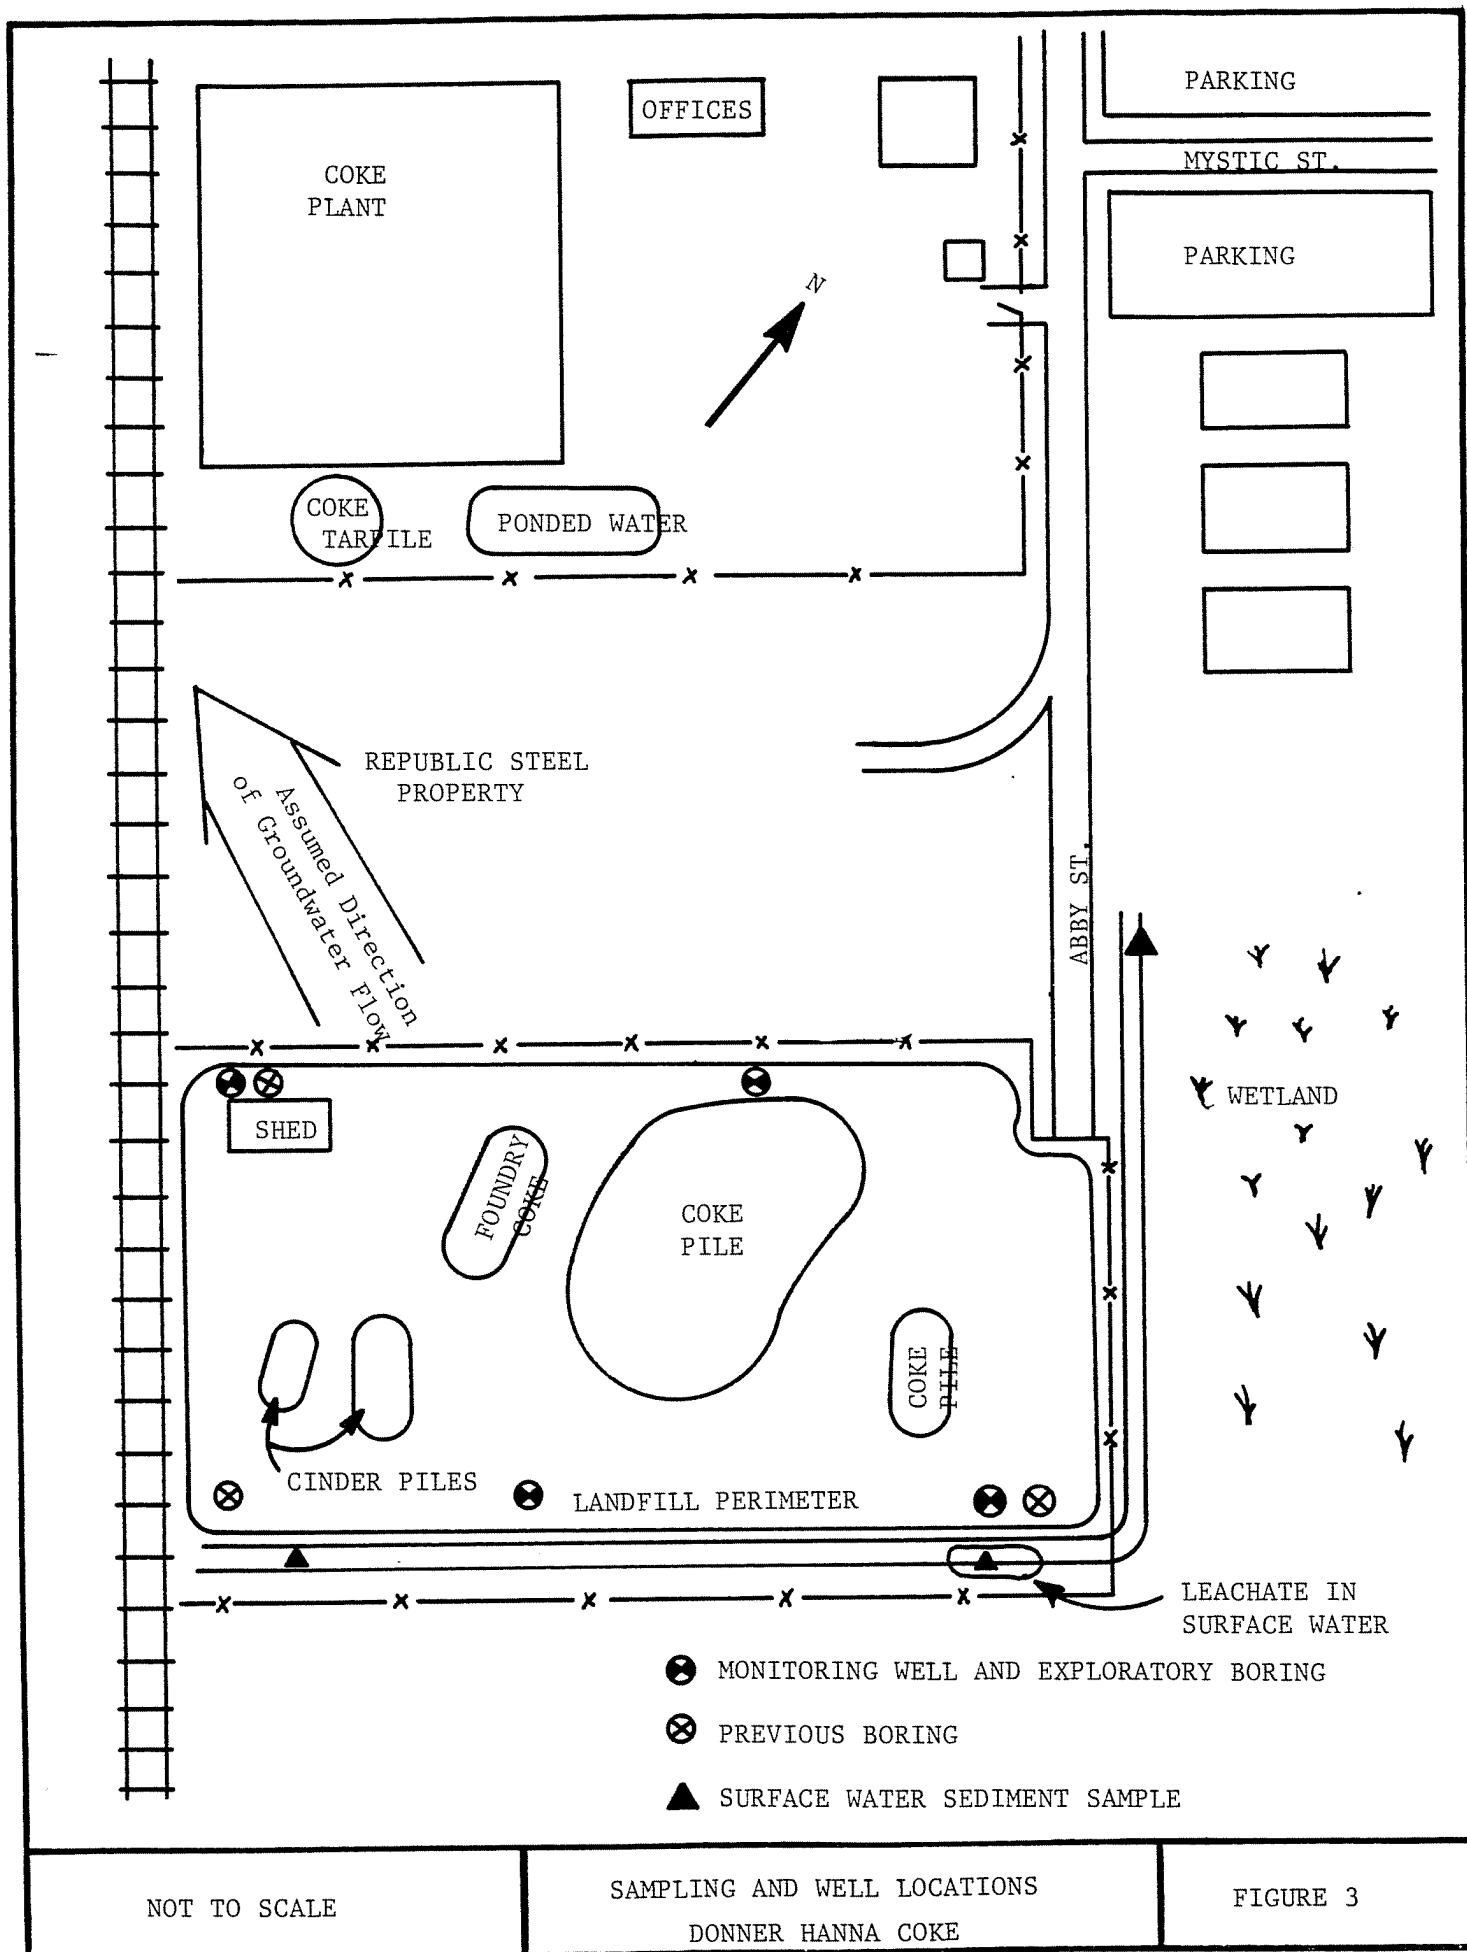 PARKING
OFFICES
MYSTIC ST.
COKE
PLANT
PARKING
N
COKE
TARPILE
PONDED WATER
REPUBLIC STEEL
PROPERTY
Assumed Direction
of Groundwater Flow
ABBY ST.
WETLAND
SHED
FOUNDRY
COKE
COKE
PILE
COKE
PILE
CINDER PILES
LANDFILL PERIMETER
LEACHATE IN
SURFACE WATER
MONITORING WELL AND EXPLORATORY BORING
PREVIOUS BORING
SURFACE WATER SEDIMENT SAMPLE
NOT TO SCALE
SAMPLING AND WELL LOCATIONS
DONNER HANNA COKE
FIGURE 3